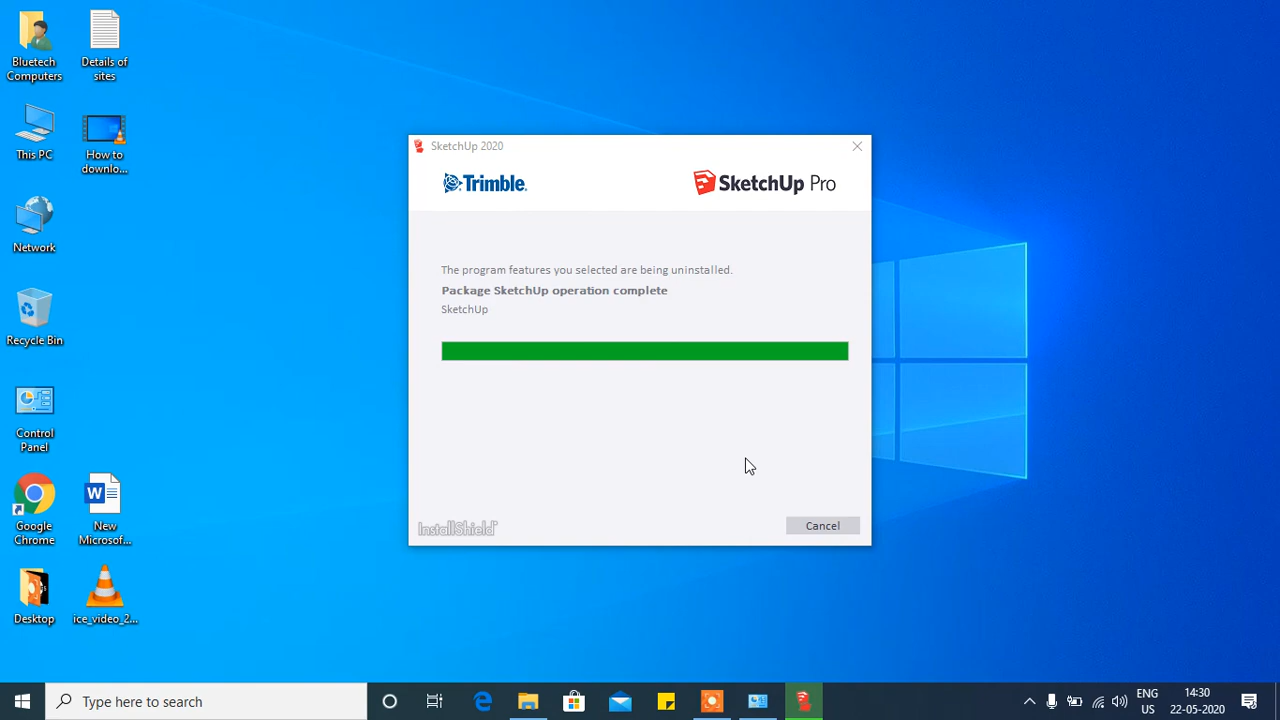 Bluetech
Computers
Details of
sites
This PC
How to
downlo...
Network
Recycle Bin
Control
Panel
Google
Chrome
New
Microsof...
Desktop
ice_video_2...
SketchUp 2020
Trimble
SketchUp Pro
The program features you selected are being uninstalled.
Package SketchUp operation complete
SketchUp
InstallShield
Cancel
Type here to search
ENG
US
14:30
22-05-2020